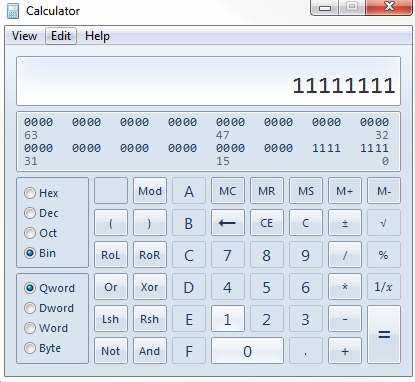 Calculator
View Edit Help
11111111
0000 0000 0000 0000 0000 0000 0000 0000
63 47 32
0000 0000 0000 0000 0000 0000 1111 1111
31 15 0
Hex Mod A MC MR MS M+ M-
Dec ( ) B ← CE C ± √
Oct
Bin RoL RoR C 7 8 9 / %
Qword Or Xor D 4 5 6 * 1/x
Dword
Word Lsh Rsh E 1 2 3 - =
Byte Not And F 0 . +